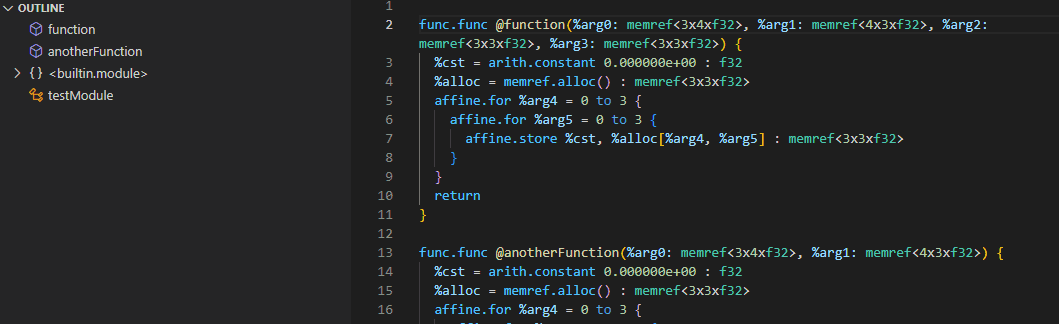 OUTLINE
function
anotherFunction
{} <builtin.module>
testModule
1
2 func.func @function(%arg0: memref<3x4xf32>, %arg1: memref<4x3xf32>, %arg2:
memref<3x3xf32>, %arg3: memref<3x3xf32>) {
3 %cst = arith.constant 0.000000e+00 : f32
4 %alloc = memref.alloc() : memref<3x3xf32>
5 affine.for %arg4 = 0 to 3 {
6 affine.for %arg5 = 0 to 3 {
7 affine.store %cst, %alloc[%arg4, %arg5] : memref<3x3xf32>
8 }
9 }
10 return
11 }
12
13 func.func @anotherFunction(%arg0: memref<3x4xf32>, %arg1: memref<4x3xf32>) {
14 %cst = arith.constant 0.000000e+00 : f32
15 %alloc = memref.alloc() : memref<3x3xf32>
16 affine.for %arg4 = 0 to 3 {